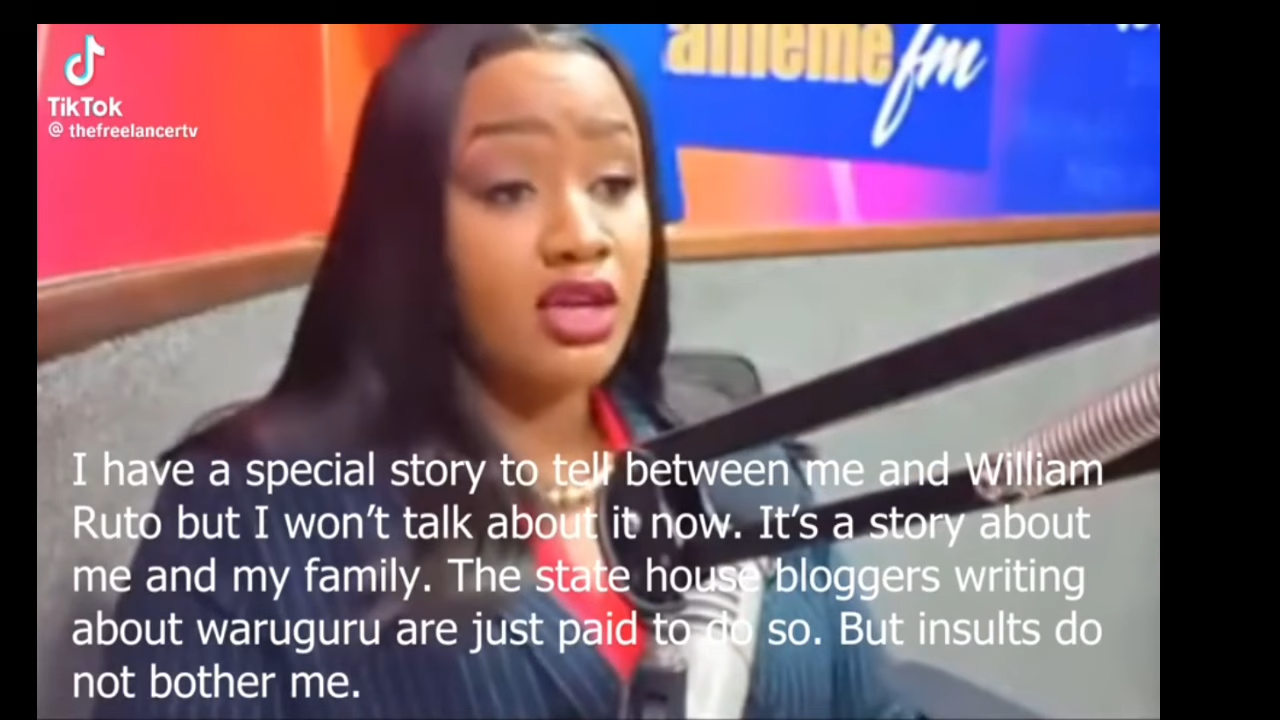 TikTok
@ thefreelancertv
fm
I have a special story to tell between me and William
Ruto but I won’t talk about it now. It’s a story about
me and my family. The state house bloggers writing
about waruguru are just paid to do so. But insults do
not bother me.